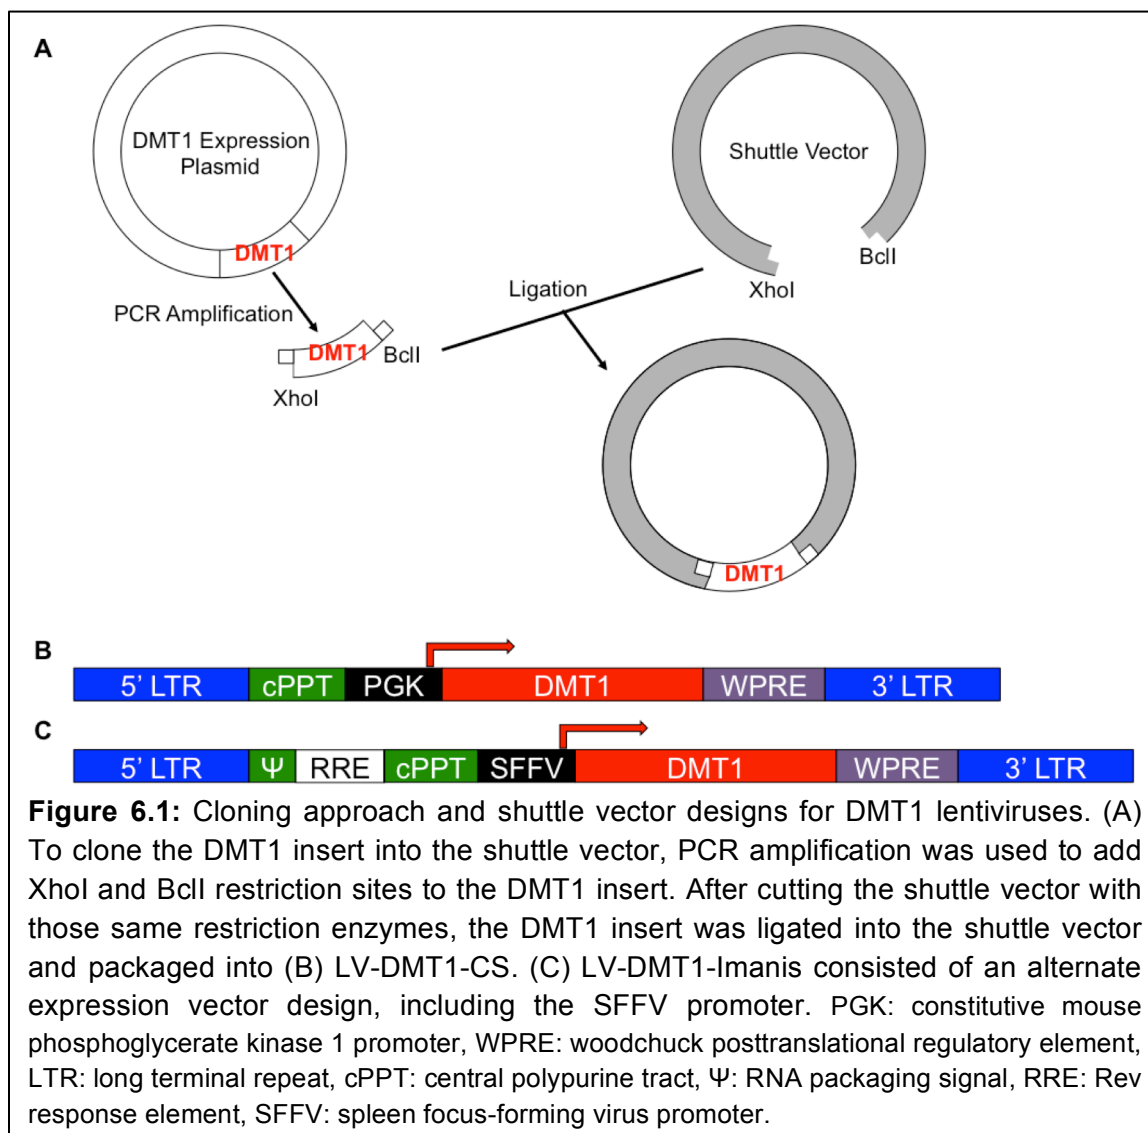 A
DMT1 Expression
Plasmid
DMT1
PCR Amplification
DMT1
BclI
XhoI
Ligation
Shuttle Vector
BclI
XhoI
DMT1
B
5’ LTR cPPT PGK DMT1 WPRE 3’ LTR
C
5’ LTR Ψ RRE cPPT SFFV DMT1 WPRE 3’ LTR
Figure 6.1: Cloning approach and shuttle vector designs for DMT1 lentiviruses. (A)
To clone the DMT1 insert into the shuttle vector, PCR amplification was used to add
XhoI and BclI restriction sites to the DMT1 insert. After cutting the shuttle vector with
those same restriction enzymes, the DMT1 insert was ligated into the shuttle vector
and packaged into (B) LV-DMT1-CS. (C) LV-DMT1-Imanis consisted of an alternate
expression vector design, including the SFFV promoter. PGK: constitutive mouse
phosphoglycerate kinase 1 promoter, WPRE: woodchuck posttranslational regulatory element,
LTR: long terminal repeat, cPPT: central polypurine tract, Ψ: RNA packaging signal, RRE: Rev
response element, SFFV: spleen focus-forming virus promoter.